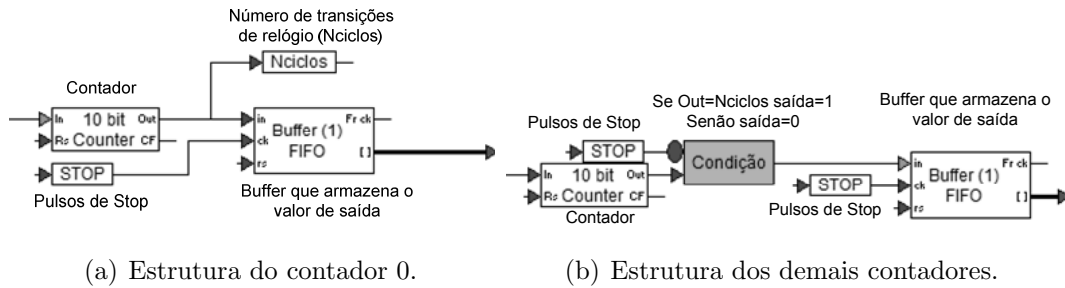 Número de transições
de relógio (Nciclos)
Nciclos
Contador
In 10 bit Out
Rs Counter CF
STOP
Pulsos de Stop
in Fr ck
Buffer (1)
ck
FIFO []
rs
Buffer que armazena o
valor de saída
(a) Estrutura do contador 0.
Se Out=Nciclos saída=1
Senão saída=0
Buffer que armazena o
valor de saída
Pulsos de Stop
STOP
Condição
In 10 bit Out
Rs Counter CF
Contador
STOP
Pulsos de Stop
in Fr ck
Buffer (1)
ck
FIFO []
rs
(b) Estrutura dos demais contadores.